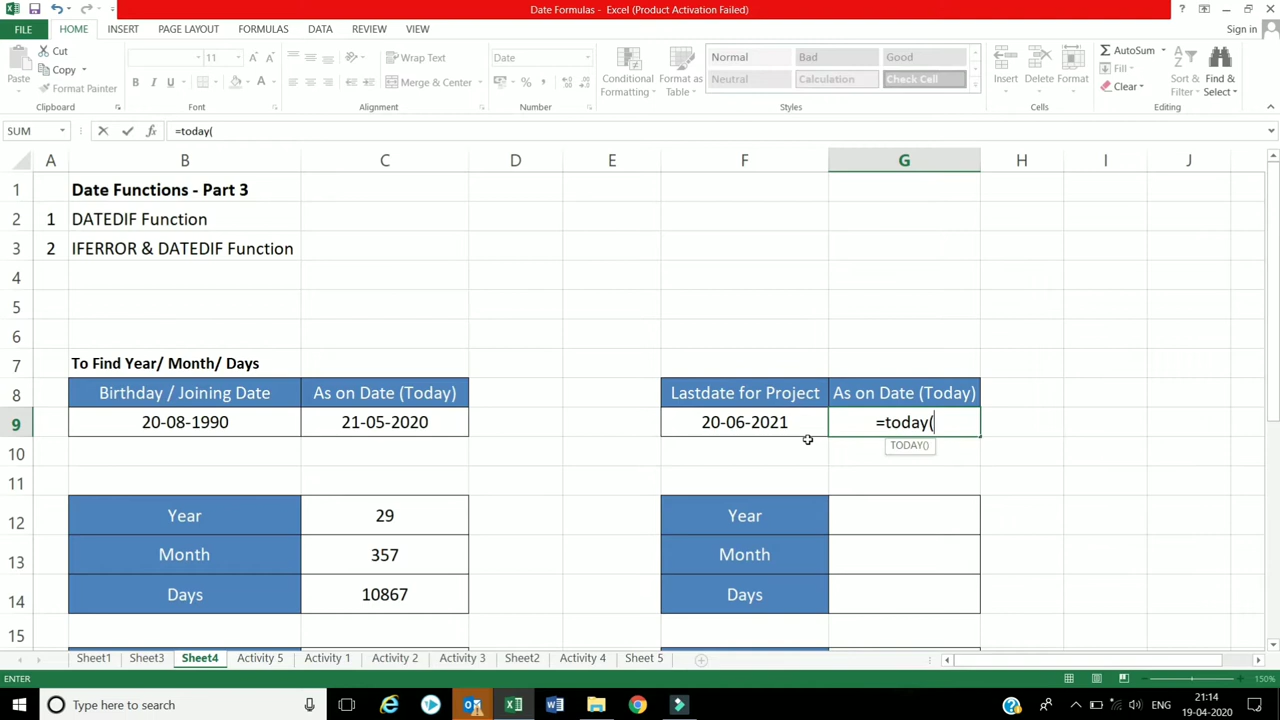 Date Formulas - Excel (Product Activation Failed)
FILE HOME INSERT PAGE LAYOUT FORMULAS DATA REVIEW VIEW Sign in
Paste Cut Copy Format Painter
11 Wrap Text Merge & Center Date
Conditional Formatting Format as Table
Normal Bad Good
Neutral Calculation Check Cell
Insert Delete Format
AutoSum Fill Clear Sort & Filter Find & Select
Clipboard Font Alignment Number Styles Cells Editing
SUM =today(
A B C D E F G H I J
1 Date Functions - Part 3
2 1 DATEDIF Function
3 2 IFERROR & DATEDIF Function
4
5
6
7 To Find Year/ Month/ Days
8 Birthday / Joining Date As on Date (Today) Lastdate for Project As on Date (Today)
9 20-08-1990 21-05-2020 20-06-2021 =today(
10 TODAY()
11
12 Year 29 Year
13 Month 357 Month
14 Days 10867 Days
15
Sheet1 Sheet3 Sheet4 Activity 5 Activity 1 Activity 2 Activity 3 Sheet2 Activity 4 Sheet 5
ENTER 150%
Type here to search ENG 21:14
19-04-2020